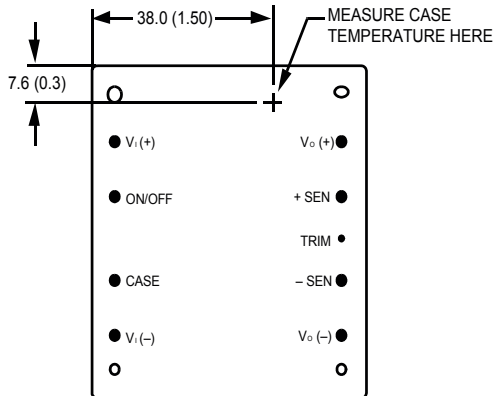 38.0 (1.50)
MEASURE CASE
TEMPERATURE HERE
7.6 (0.3)
VI (+)
VO (+)
ON/OFF
+ SEN
TRIM
CASE
– SEN
VI (–)
VO (–)